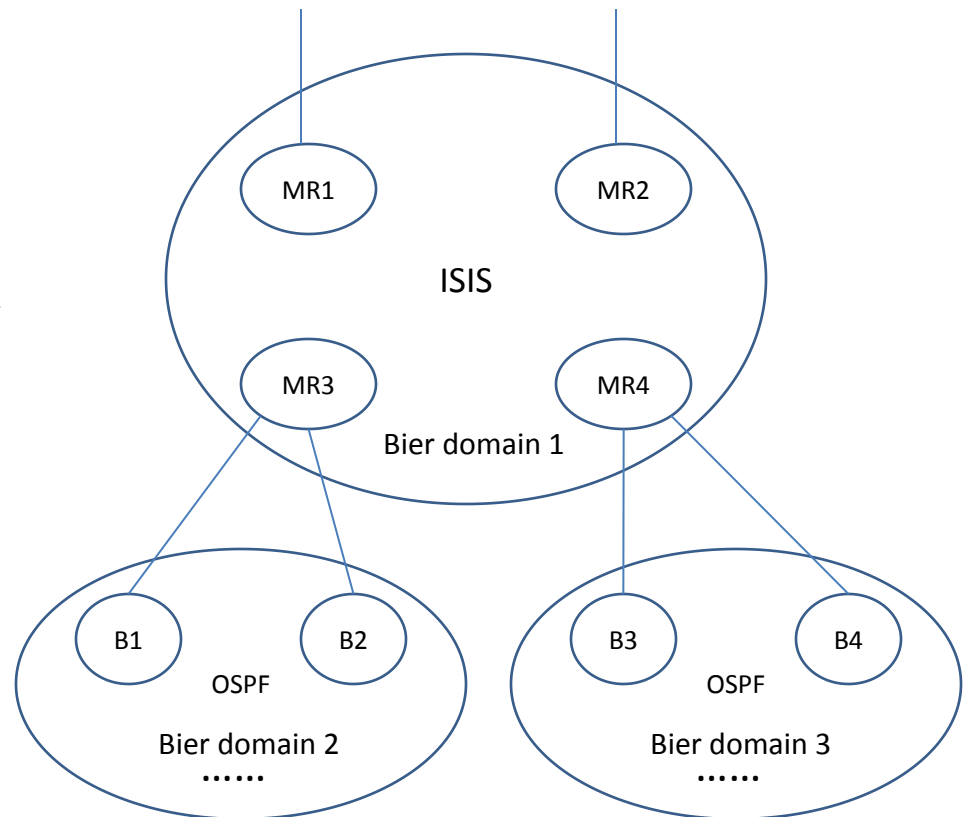 MR1
MR2
ISIS
MR3
MR4
Bier domain 1
B1
B2
B3
B4
OSPF
OSPF
Bier domain 2
Bier domain 3
......
......